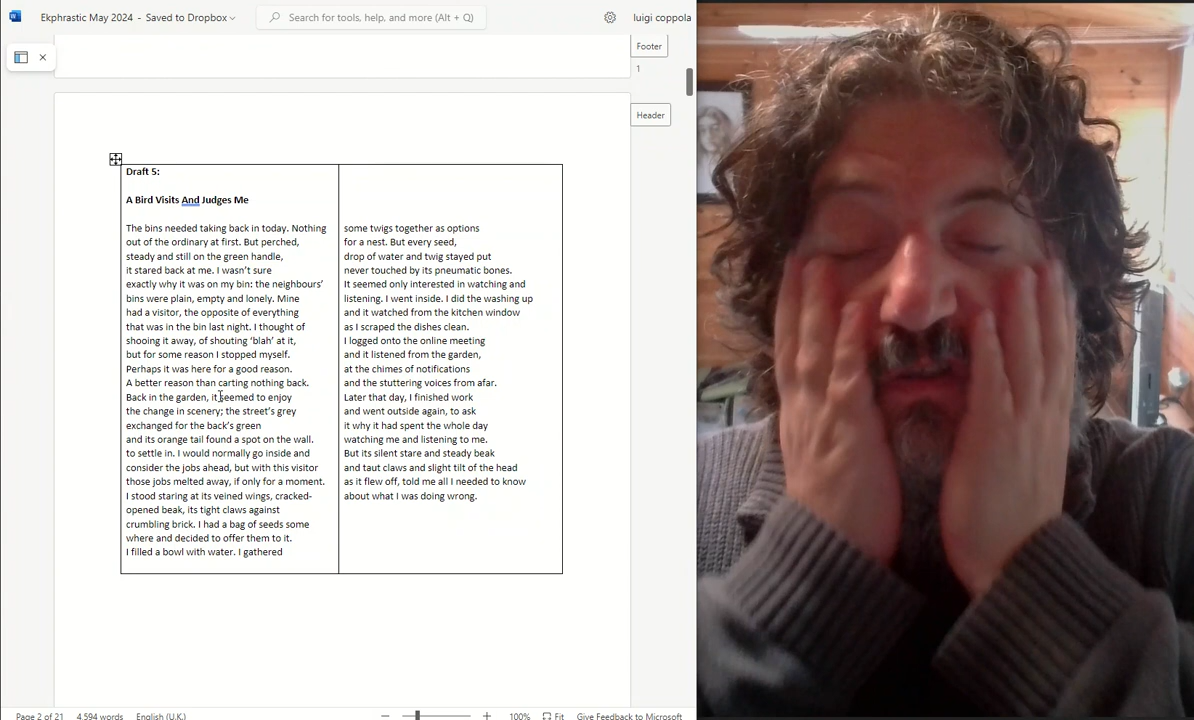 Ekphrastic May 2024 - Saved to Dropbox
Search for tools, help, and more (Alt + Q)
luigi coppola
Footer
1
Header
Draft 5:
A Bird Visits And Judges Me
The bins needed taking back in today. Nothing
out of the ordinary at first. But perched,
steady and still on the green handle,
it stared back at me. I wasn't sure
exactly why it was on my bin: the neighbours'
bins were plain, empty and lonely. Mine
had a visitor, the opposite of everything
that was in the bin last night. I thought of
shooing it away, of shouting 'blah' at it,
but for some reason I stopped myself.
Perhaps it was here for a good reason.
A better reason than carting nothing back.
Back in the garden, it seemed to enjoy
the change in scenery; the street's grey
exchanged for the back's green
and its orange tail found a spot on the wall.
to settle in. I would normally go inside and
consider the jobs ahead, but with this visitor
those jobs melted away, if only for a moment.
I stood staring at its veined wings, cracked-
opened beak, its tight claws against
crumbling brick. I had a bag of seeds some
where and decided to offer them to it.
I filled a bowl with water. I gathered
some twigs together as options
for a nest. But every seed,
drop of water and twig stayed put
never touched by its pneumatic bones.
It seemed only interested in watching and
listening. I went inside. I did the washing up
and it watched from the kitchen window
as I scraped the dishes clean.
I logged onto the online meeting
and it listened from the garden,
at the chimes of notifications
and the stuttering voices from afar.
Later that day, I finished work
and went outside again, to ask
it why it had spent the whole day
watching me and listening to me.
But its silent stare and steady beak
and taut claws and slight tilt of the head
as it flew off, told me all I needed to know
about what I was doing wrong.
Page 2 of 21
4,594 words
English (U.K.)
100%
Fit
Give Feedback to Microsoft